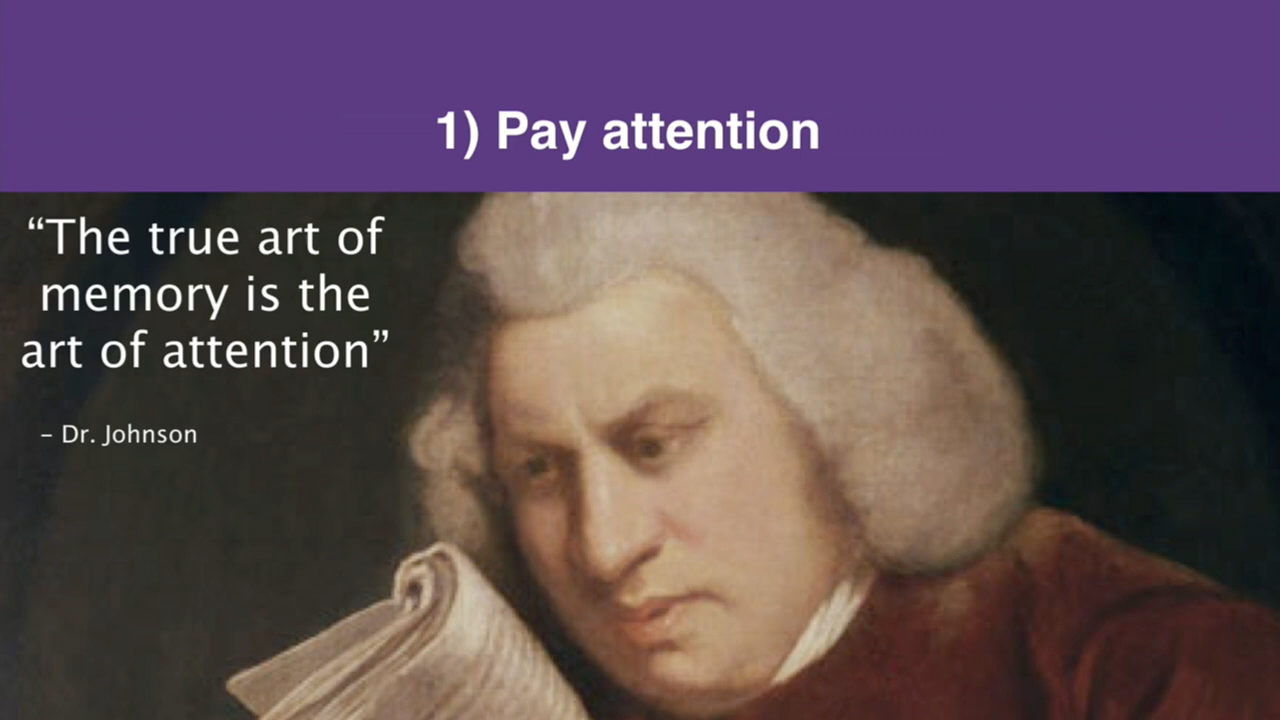 1) Pay attention
“The true art of
memory is the
art of attention”
– Dr. Johnson